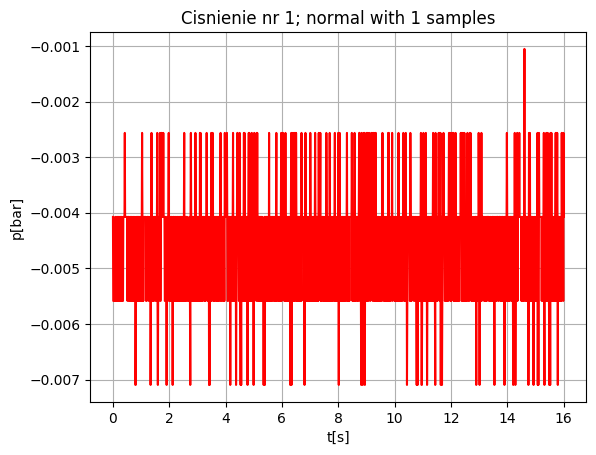 Cisnienie nr 1; normal with 1 samples
−0.001
−0.002
−0.003
−0.004
−0.005
−0.006
−0.007
p[bar]
0 2 4 6 8 10 12 14 16
t[s]